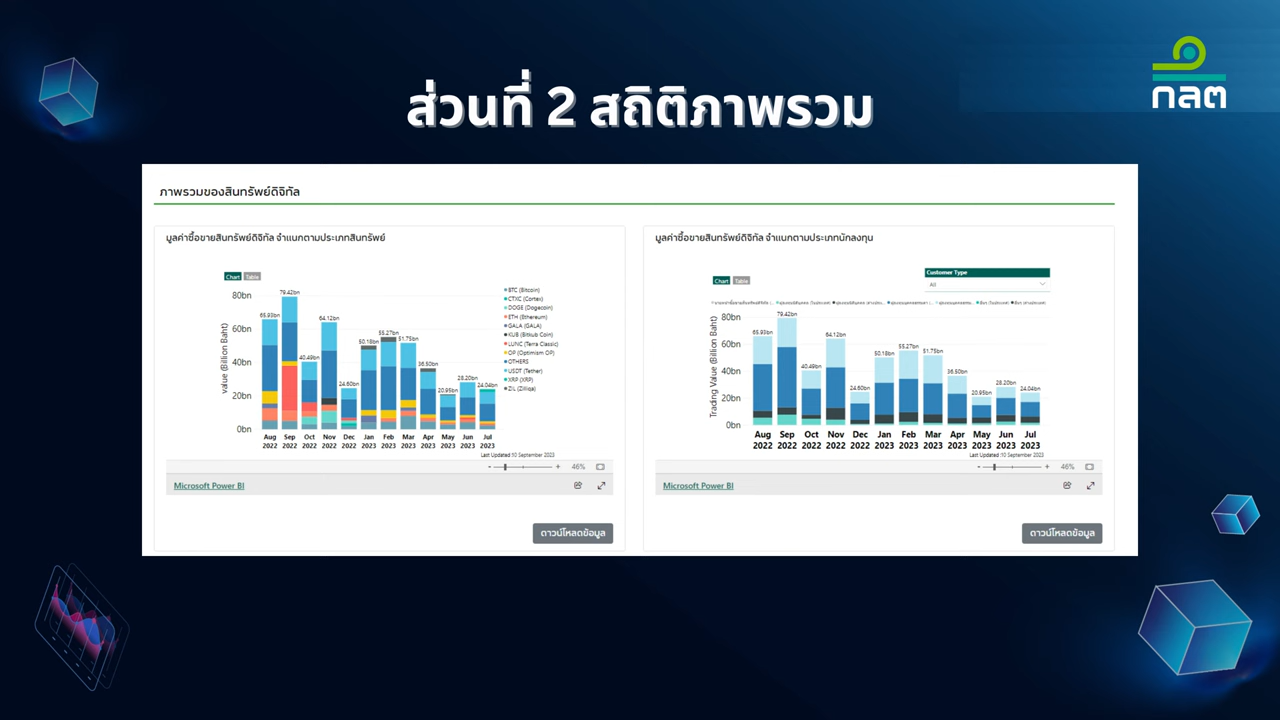 กลต
ส่วนที่ 2 สถิติภาพรวม
ภาพรวมของสินทรัพย์ดิจิทัล
มูลค่าซื้อขายสินทรัพย์ดิจิทัล จำแนกตามประเภทสินทรัพย์
Chart Table
value (Billion Baht)
80bn
60bn
40bn
20bn
0bn
65.93bn
79.42bn
40.49bn
64.12bn
24.60bn
50.18bn
55.27bn
51.75bn
36.50bn
20.95bn
28.20bn
24.04bn
Aug 2022
Sep 2022
Oct 2022
Nov 2022
Dec 2022
Jan 2023
Feb 2023
Mar 2023
Apr 2023
May 2023
Jun 2023
Jul 2023
BTC (Bitcoin)
CTXC (Cortex)
DOGE (Dogecoin)
ETH (Ethereum)
GALA (GALA)
KUB (Bitkub Coin)
LUNC (Terra Classic)
OP (Optimism OP)
OTHERS
USDT (Tether)
XRP (XRP)
ZIL (Zilliqa)
Last Updated :10 September 2023
- + 46%
Microsoft Power BI
ดาวน์โหลดข้อมูล
มูลค่าซื้อขายสินทรัพย์ดิจิทัล จำแนกตามประเภทนักลงทุน
Chart Table
Customer Type
All
Trading Value (Billion Baht)
80bn
60bn
40bn
20bn
0bn
65.93bn
79.42bn
40.49bn
64.12bn
24.60bn
50.18bn
55.27bn
51.75bn
36.50bn
20.95bn
28.20bn
24.04bn
Aug 2022
Sep 2022
Oct 2022
Nov 2022
Dec 2022
Jan 2023
Feb 2023
Mar 2023
Apr 2023
May 2023
Jun 2023
Jul 2023
Last Updated :10 September 2023
- + 46%
Microsoft Power BI
ดาวน์โหลดข้อมูล